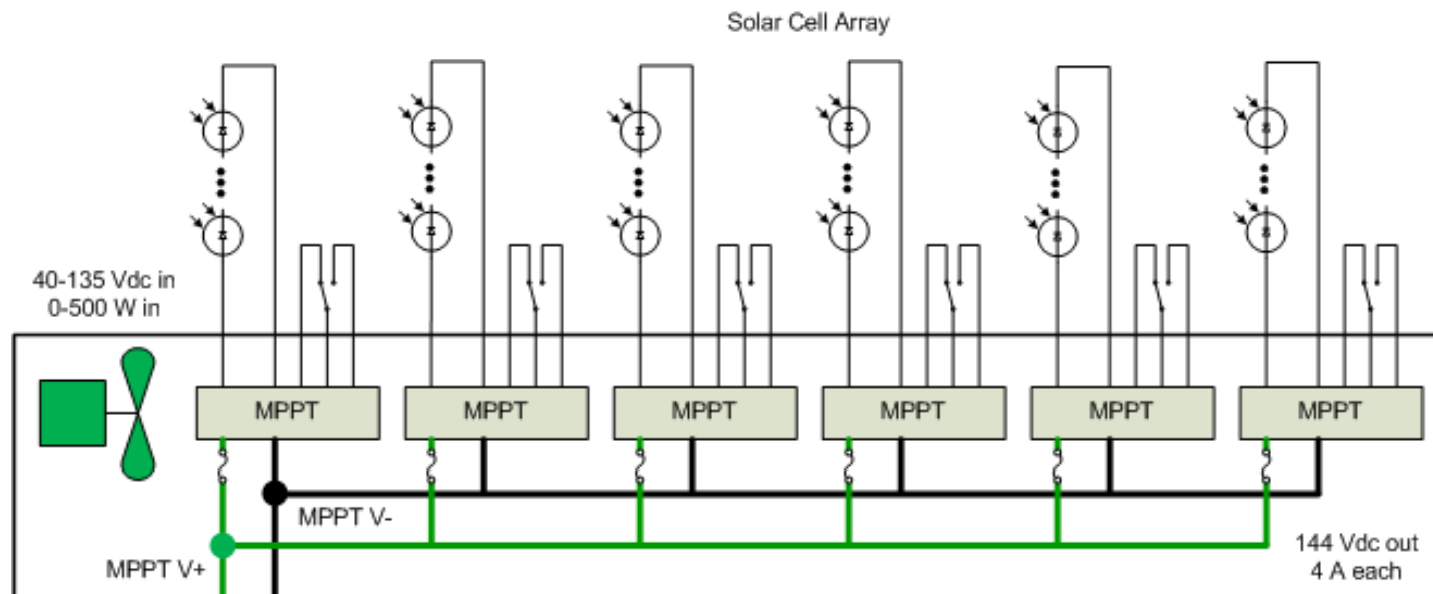 Solar Cell Array
40-135 Vdc in
0-500 W in
MPPT
MPPT
MPPT
MPPT
MPPT
MPPT
MPPT V-
MPPT V+
144 Vdc out
4 A each